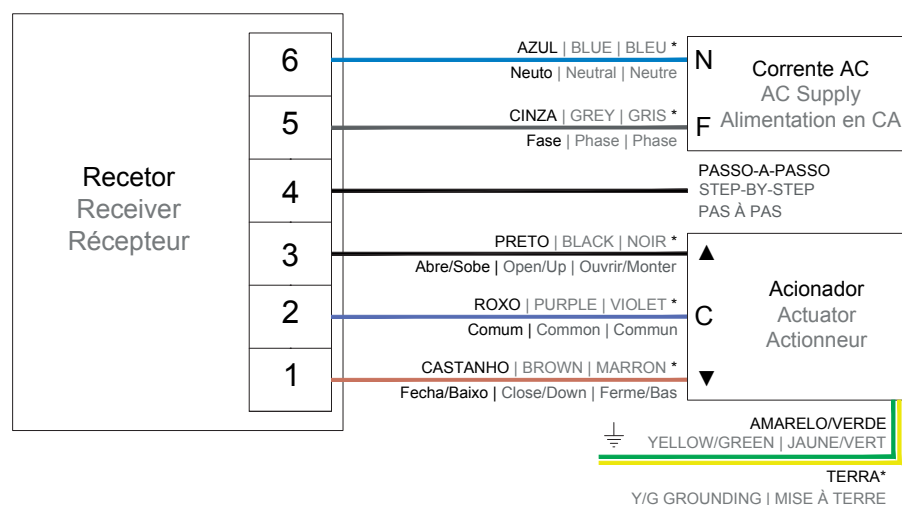 Recetor
Receiver
Récepteur
6
5
4
3
2
1
AZUL | BLUE | BLEU *
Neuto | Neutral | Neutre
CINZA | GREY | GRIS *
Fase | Phase | Phase
PASSO-A-PASSO
STEP-BY-STEP
PAS À PAS
PRETO | BLACK | NOIR *
Abre/Sobe | Open/Up | Ouvrir/Monter
ROXO | PURPLE | VIOLET *
Comum | Common | Commun
CASTANHO | BROWN | MARRON *
Fecha/Baixo | Close/Down | Ferme/Bas
N
F
Corrente AC
AC Supply
Alimentation en CA
▲
C
▼
Acionador
Actuator
Actionneur
AMARELO/VERDE
YELLOW/GREEN | JAUNE/VERT
TERRA*
Y/G GROUNDING | MISE À TERRE